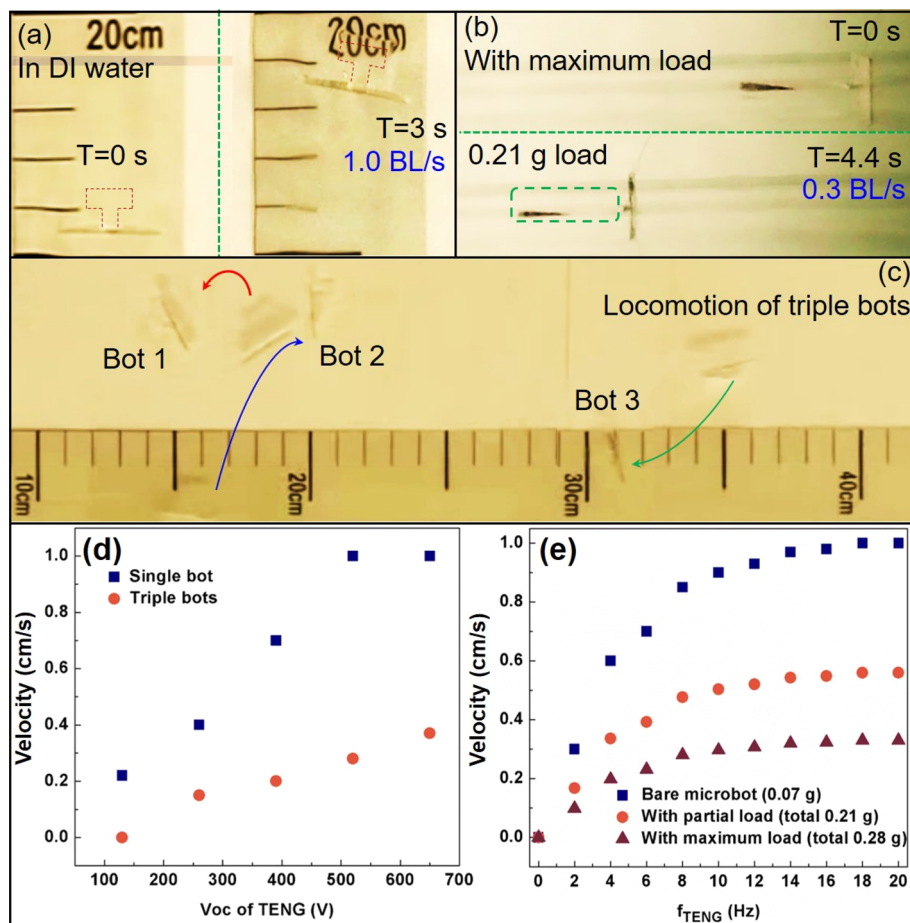 (a)
20cm
In DI water
T=0 s
20cm
T=3 s
1.0 BL/s
(b)
T=0 s
With maximum load
0.21 g load
T=4.4 s
0.3 BL/s
(c)
Locomotion of triple bots
Bot 1
Bot 2
Bot 3
10cm
20cm
30cm
40cm
(d)
Single bot
Triple bots
Velocity (cm/s)
1.0
0.8
0.6
0.4
0.2
0.0
100 200 300 400 500 600 700
Voc of TENG (V)
(e)
Velocity (cm/s)
1.0
0.8
0.6
0.4
0.2
0.0
Bare microbot (0.07 g)
With partial load (total 0.21 g)
With maximum load (total 0.28 g)
0 2 4 6 8 10 12 14 16 18 20
fTENG (Hz)